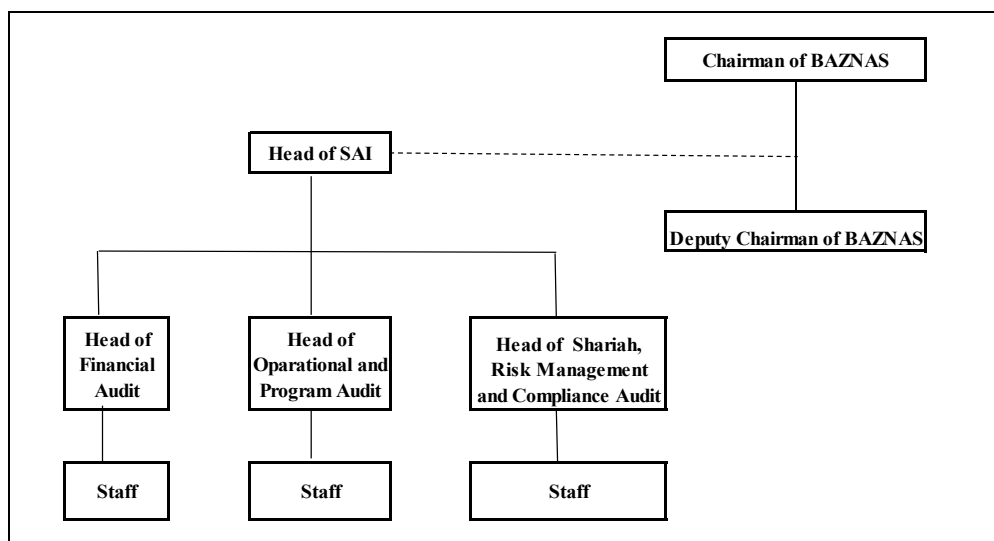 Chairman of BAZNAS
Head of SAI
Deputy Chairman of BAZNAS
Head of
Financial
Audit
Head of
Oparational and
Program Audit
Head of Shariah,
Risk Management
and Compliance Audit
Staff
Staff
Staff